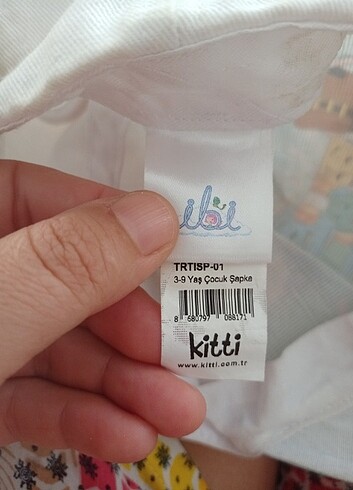 ibi
TRTISP-01
3-9 Yaş Çocuk Şapka
8 680797 088171
kitti
www.kitti.com.tr